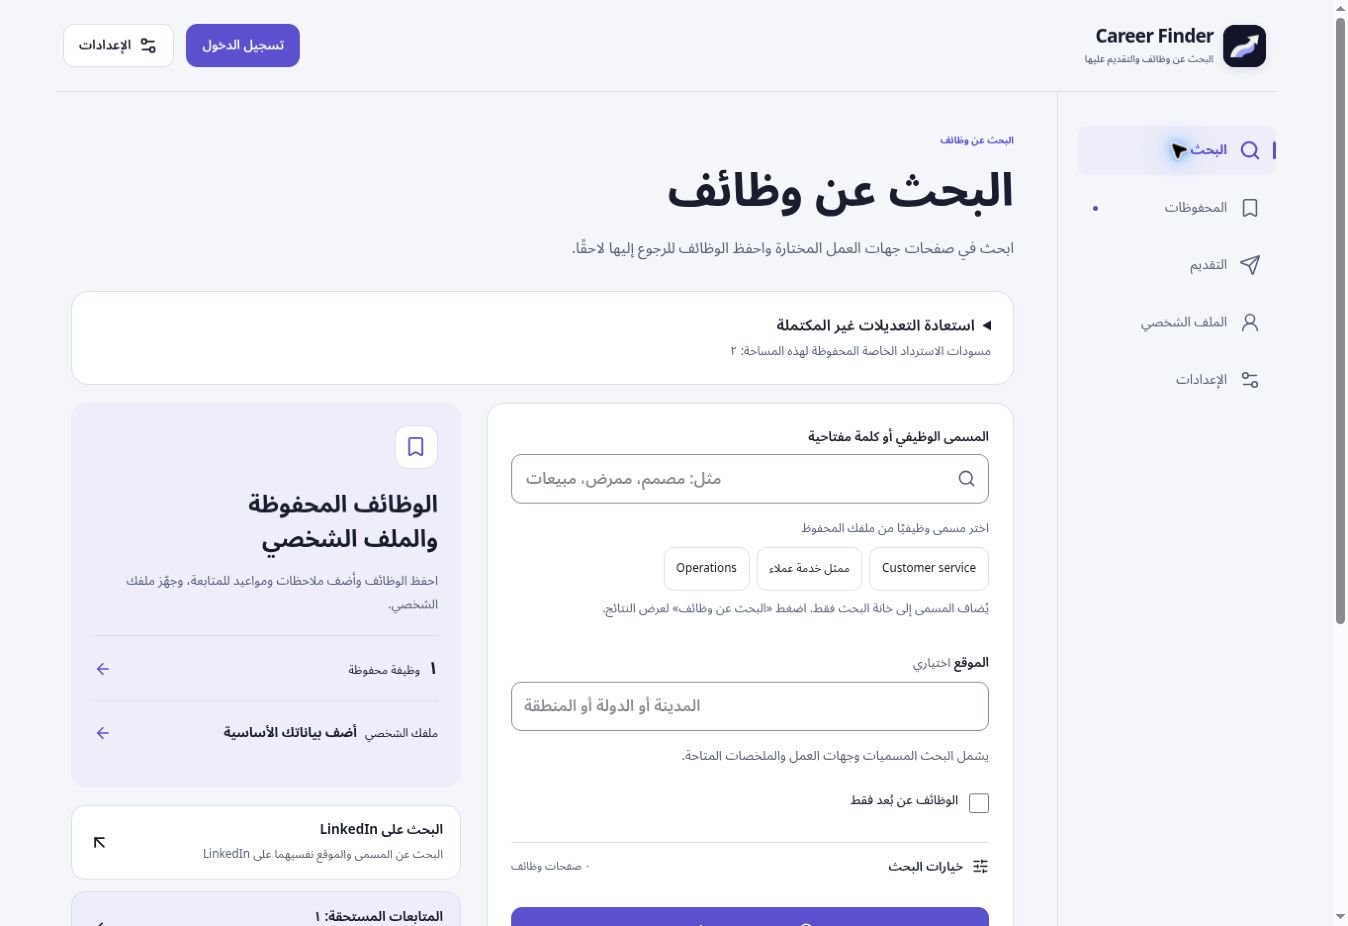 Career Finder
البحث عن وظائف والتقديم عليها
تسجيل الدخول
الإعدادات
البحث
المحفوظات
التقديم
الملف الشخصي
الإعدادات
البحث عن وظائف
البحث عن وظائف
ابحث في صفحات جهات العمل المختارة واحفظ الوظائف للرجوع إليها لاحقًا.
استعادة التعديلات غير المكتملة
مسودات الاسترداد الخاصة المحفوظة لهذه المساحة: ٢
المسمى الوظيفي أو كلمة مفتاحية
مثل: مصمم، ممرض، مبيعات
اختر مسمى وظيفيًا من ملفك المحفوظ
Customer service
ممثل خدمة عملاء
Operations
يُضاف المسمى إلى خانة البحث فقط. اضغط «البحث عن وظائف» لعرض النتائج.
الموقع اختياري
المدينة أو الدولة أو المنطقة
يشمل البحث المسميات وجهات العمل والملخصات المتاحة.
الوظائف عن بُعد فقط
خيارات البحث
٠ صفحات وظائف
الوظائف المحفوظة
والملف الشخصي
احفظ الوظائف وأضف ملاحظات ومواعيد للمتابعة، وجهّز ملفك
الشخصي.
١ وظيفة محفوظة
ملفك الشخصي أضف بياناتك الأساسية
البحث على LinkedIn
البحث عن المسمى والموقع نفسيهما على LinkedIn
المتابعات المستحقة: ١